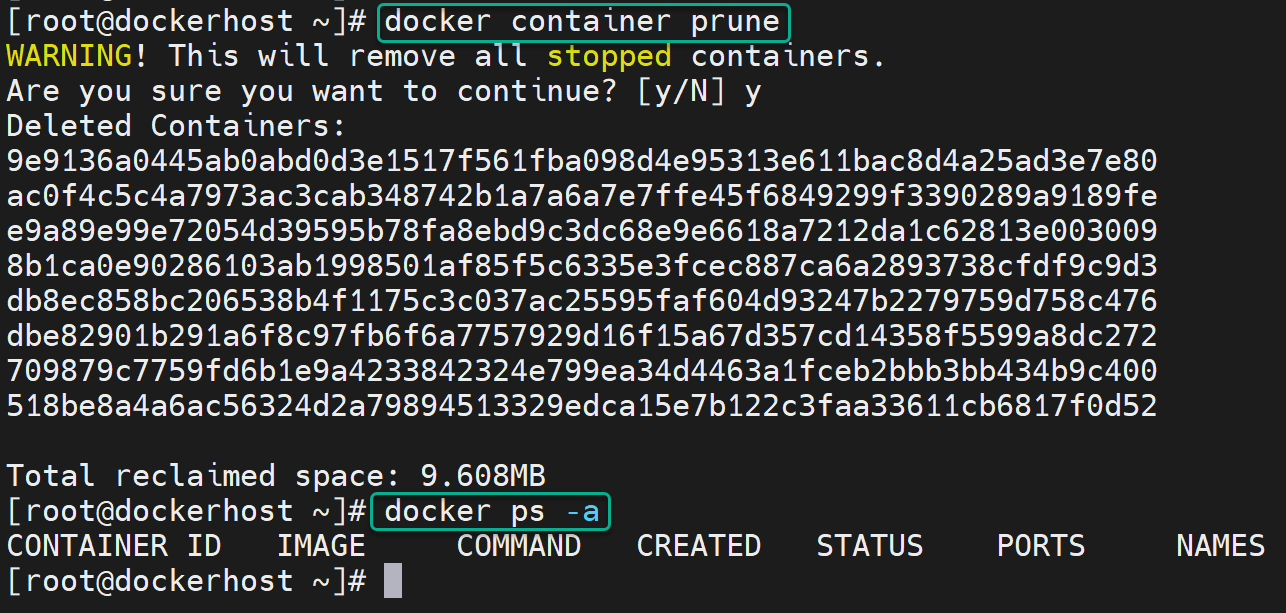 [root@dockerhost ~]# docker container prune
WARNING! This will remove all stopped containers.
Are you sure you want to continue? [y/N] y
Deleted Containers:
9e9136a0445ab0abd0d3e1517f561fba098d4e95313e611bac8d4a25ad3e7e80
ac0f4c5c4a7973ac3cab348742b1a7a6a7e7ffe45f6849299f3390289a9189fe
e9a89e99e72054d39595b78fa8ebd9c3dc68e9e6618a7212da1c62813e003009
8b1ca0e90286103ab1998501af85f5c6335e3fcec887ca6a2893738cfdf9c9d3
db8ec858bc206538b4f1175c3c037ac25595faf604d93247b2279759d758c476
dbe82901b291a6f8c97fb6f6a7757929d16f15a67d357cd14358f5599a8dc272
709879c7759fd6b1e9a4233842324e799ea34d4463a1fceb2bbb3bb434b9c400
518be8a4a6ac56324d2a79894513329edca15e7b122c3faa33611cb6817f0d52
Total reclaimed space: 9.608MB
[root@dockerhost ~]# docker ps -a
CONTAINER ID   IMAGE     COMMAND   CREATED   STATUS    PORTS     NAMES
[root@dockerhost ~]#